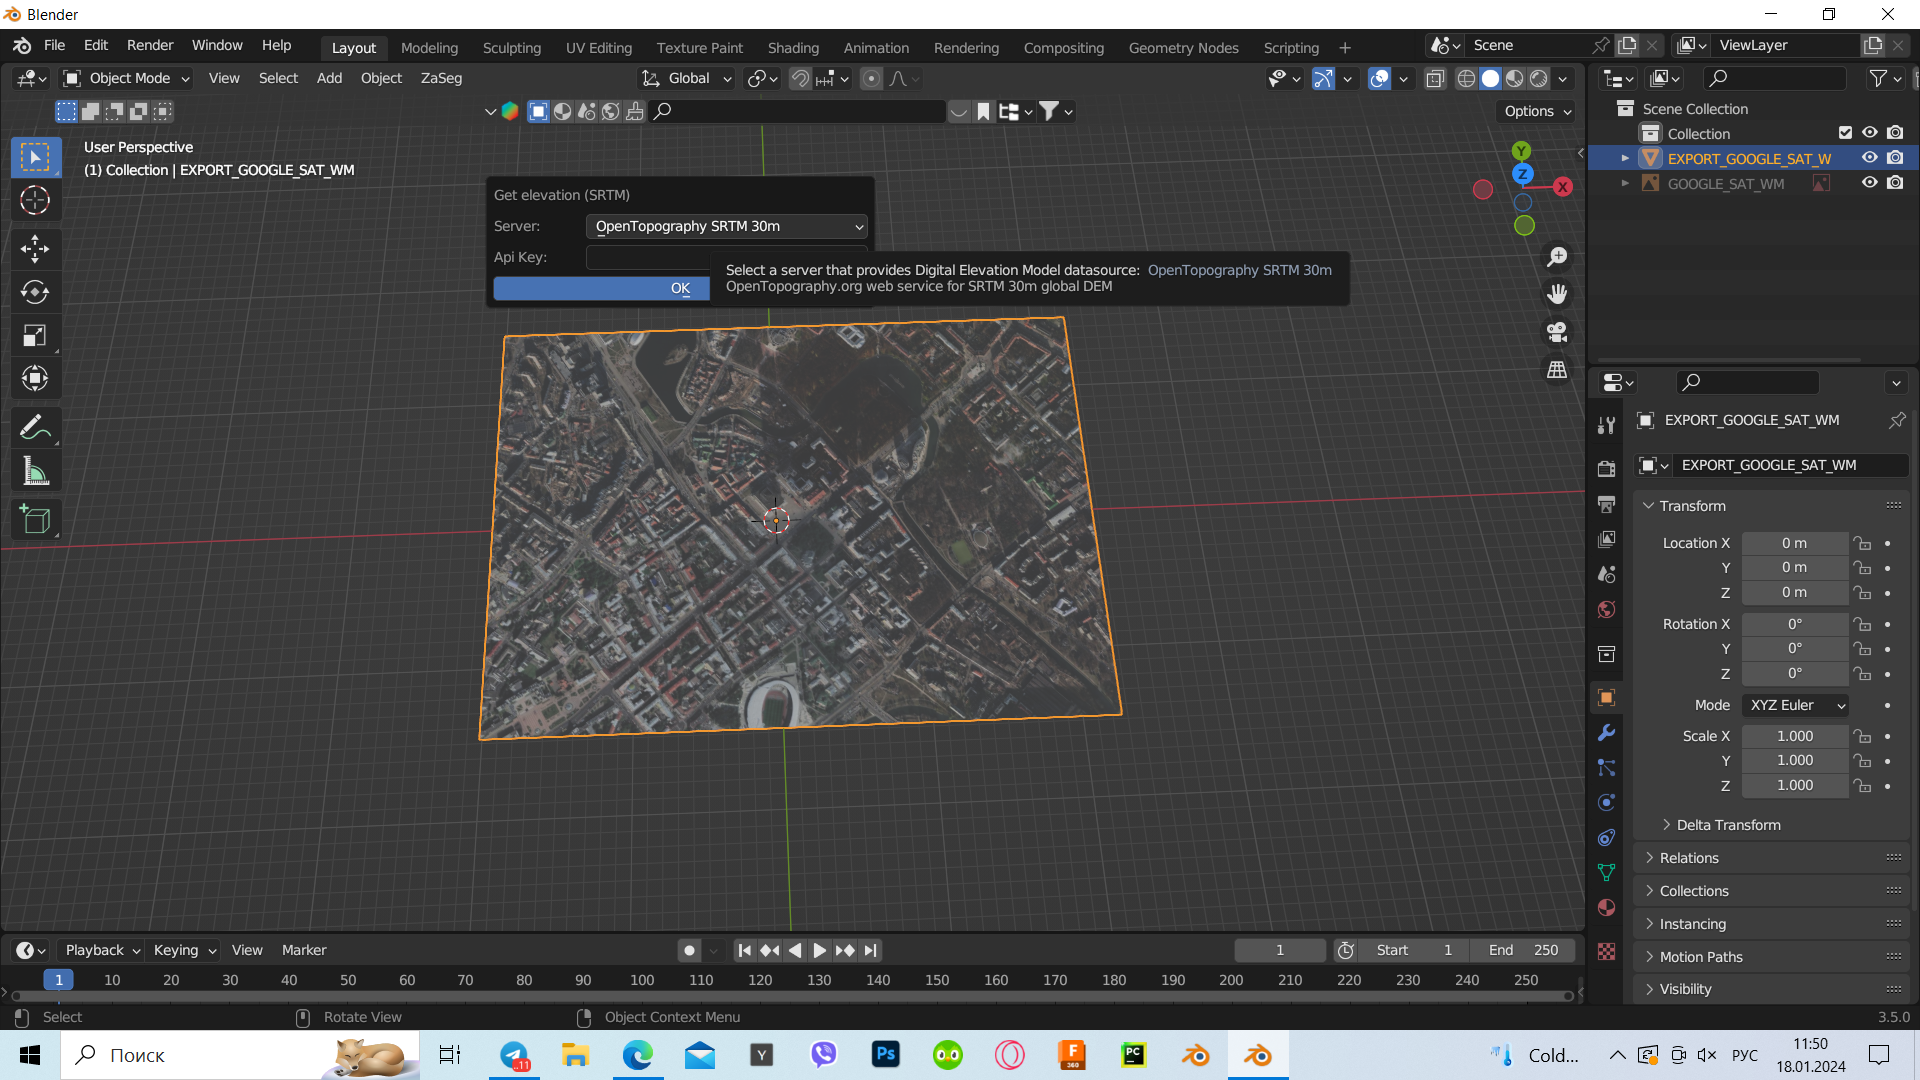 Blender
File Edit Render Window Help
Layout Modeling Sculpting UV Editing Texture Paint Shading Animation Rendering Compositing Geometry Nodes Scripting +
Scene
ViewLayer
Object Mode View Select Add Object ZaSeg
Global
Options
User Perspective
(1) Collection | EXPORT_GOOGLE_SAT_WM
Get elevation (SRTM)
Server: OpenTopography SRTM 30m
Api Key:
OK
Select a server that provides Digital Elevation Model datasource: OpenTopography SRTM 30m
OpenTopography.org web service for SRTM 30m global DEM
Y
Z
X
Scene Collection
Collection
EXPORT_GOOGLE_SAT_W
GOOGLE_SAT_WM
EXPORT_GOOGLE_SAT_WM
EXPORT_GOOGLE_SAT_WM
Transform
Location X 0 m
Y 0 m
Z 0 m
Rotation X 0°
Y 0°
Z 0°
Mode XYZ Euler
Scale X 1.000
Y 1.000
Z 1.000
Delta Transform
Relations
Collections
Instancing
Motion Paths
Visibility
Playback Keying View Marker
1
Start 1
End 250
1 10 20 30 40 50 60 70 80 90 100 110 120 130 140 150 160 170 180 190 200 210 220 230 240 250
Select
Rotate View
Object Context Menu
3.5.0
Поиск
..11
Y
Ps
F
360
PC
Cold...
РУС
11:50
18.01.2024